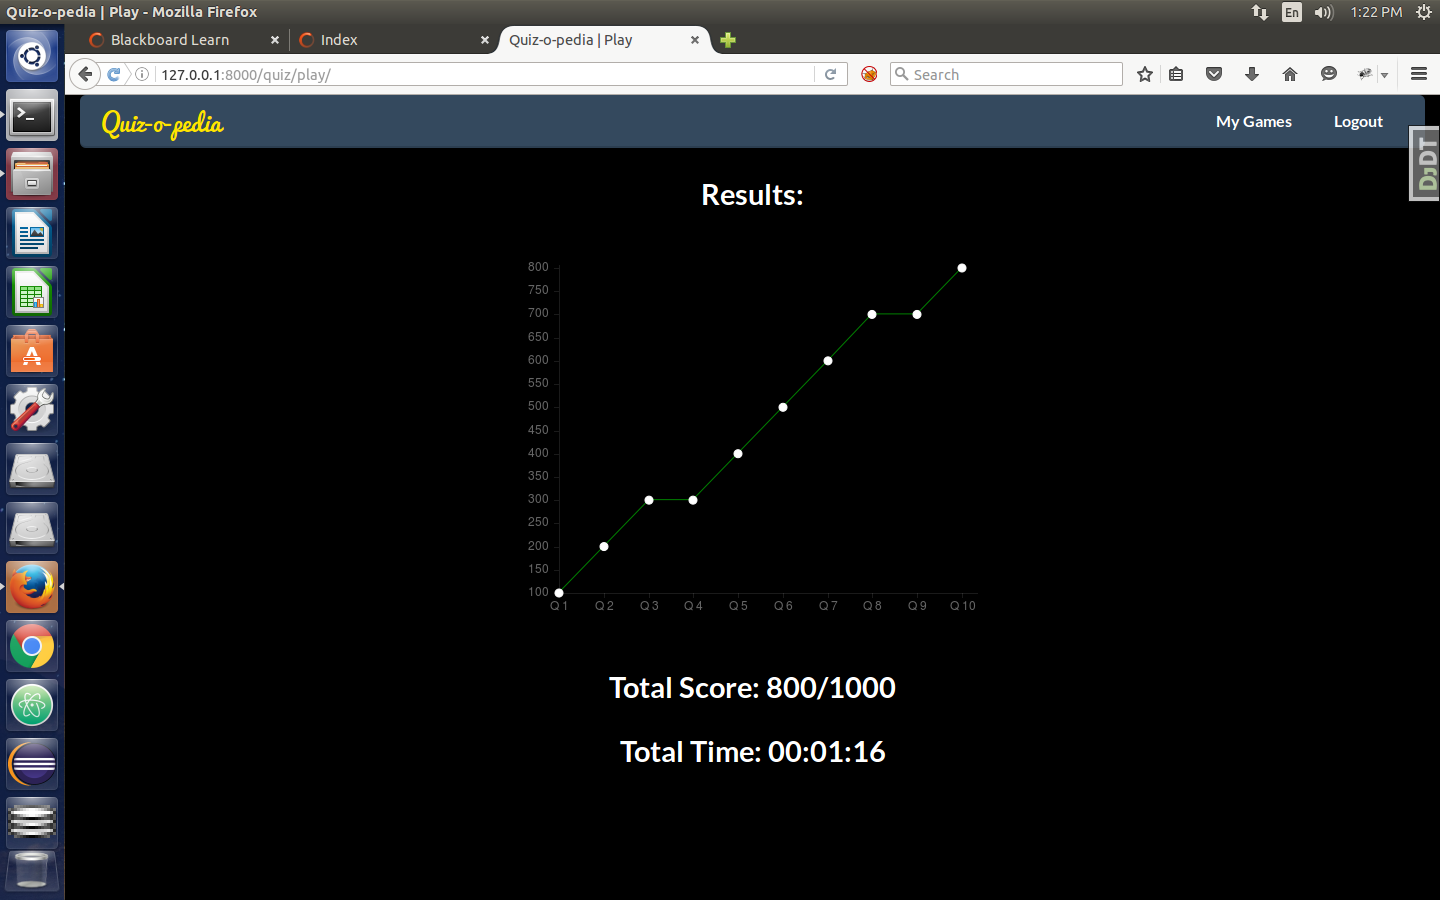 Quiz-o-pedia | Play - Mozilla Firefox
En
1:22 PM
Blackboard Learn
Index
Quiz-o-pedia | Play
127.0.0.1:8000/quiz/play/
Search
Quiz-o-pedia
My Games
Logout
DjDT
Results:
800
750
700
650
600
550
500
450
400
350
300
250
200
150
100
Q1 Q2 Q3 Q4 Q5 Q6 Q7 Q8 Q9 Q10
Total Score: 800/1000
Total Time: 00:01:16